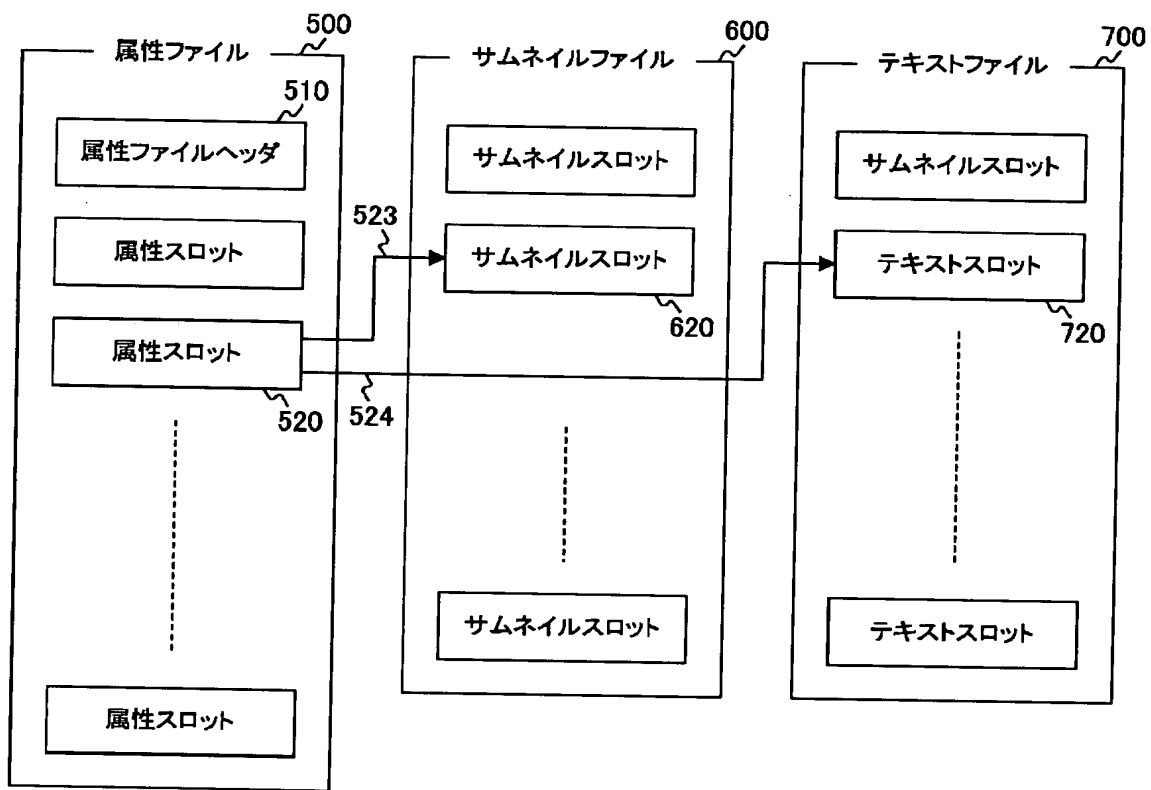 属性ファイル
500
510
属性ファイルヘッダ
属性スロット
523
属性スロット
520
524
属性スロット
サムネイルファイル
600
サムネイルスロット
サムネイルスロット
620
サムネイルスロット
テキストファイル
700
サムネイルスロット
テキストスロット
720
テキストスロット